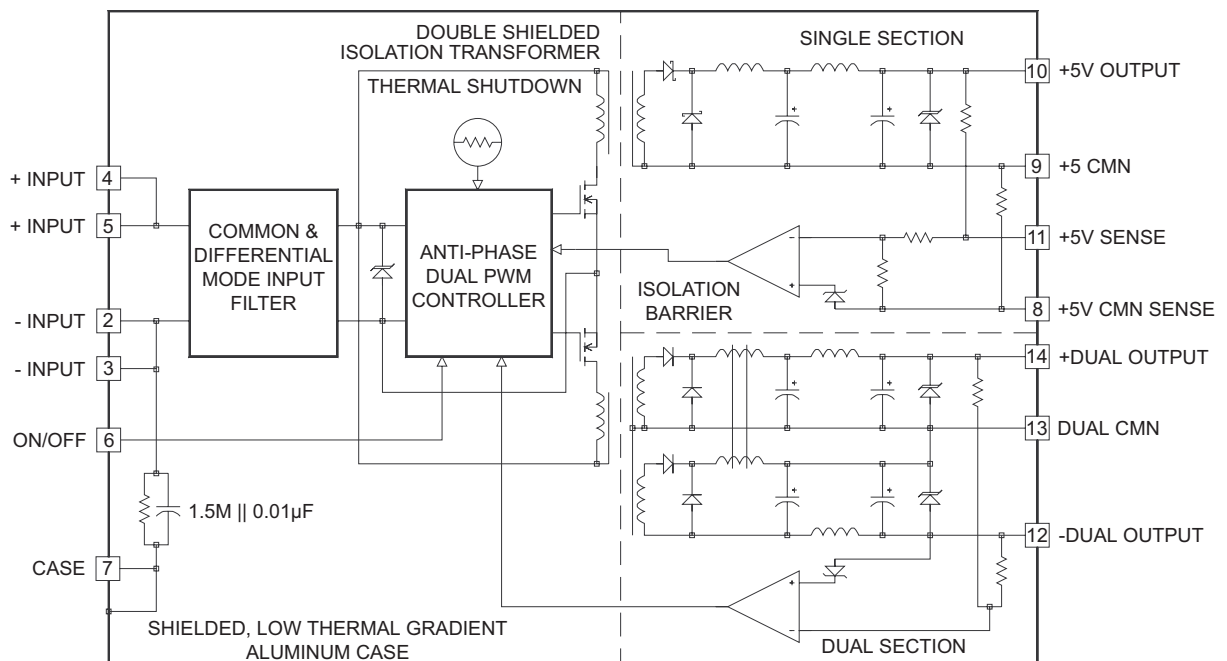 DOUBLE SHIELDED
ISOLATION TRANSFORMER
THERMAL SHUTDOWN
SINGLE SECTION
10 +5V OUTPUT
9 +5 CMN
11 +5V SENSE
8 +5V CMN SENSE
+ INPUT 4
+ INPUT 5
- INPUT 2
- INPUT 3
ON/OFF 6
CASE 7
COMMON &
DIFFERENTIAL
MODE INPUT
FILTER
ANTI-PHASE
DUAL PWM
CONTROLLER
ISOLATION
BARRIER
- +
+ +
-
+
14 +DUAL OUTPUT
13 DUAL CMN
12 -DUAL OUTPUT
+ +
+ +
+
-
1.5M || 0.01µF
SHIELDED, LOW THERMAL GRADIENT
ALUMINUM CASE
DUAL SECTION